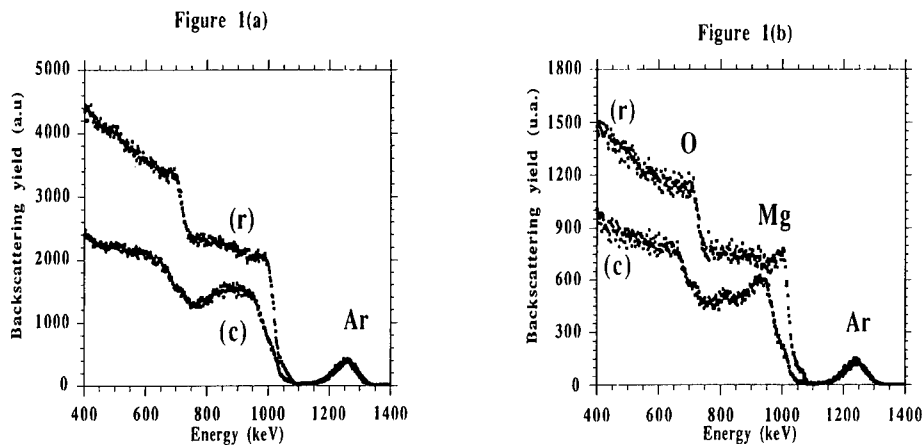 Figure 1(a)
Backscattering yield (a.u)
5000
4000
3000
2000
1000
0
(r)
(c)
Ar
400 600 800 1000 1200 1400
Energy (keV)
Figure 1(b)
Backscattering yield (u.a.)
1800
1500
1200
900
600
300
0
(r)
O
Mg
(c)
Ar
400 600 800 1000 1200 1400
Energy (keV)